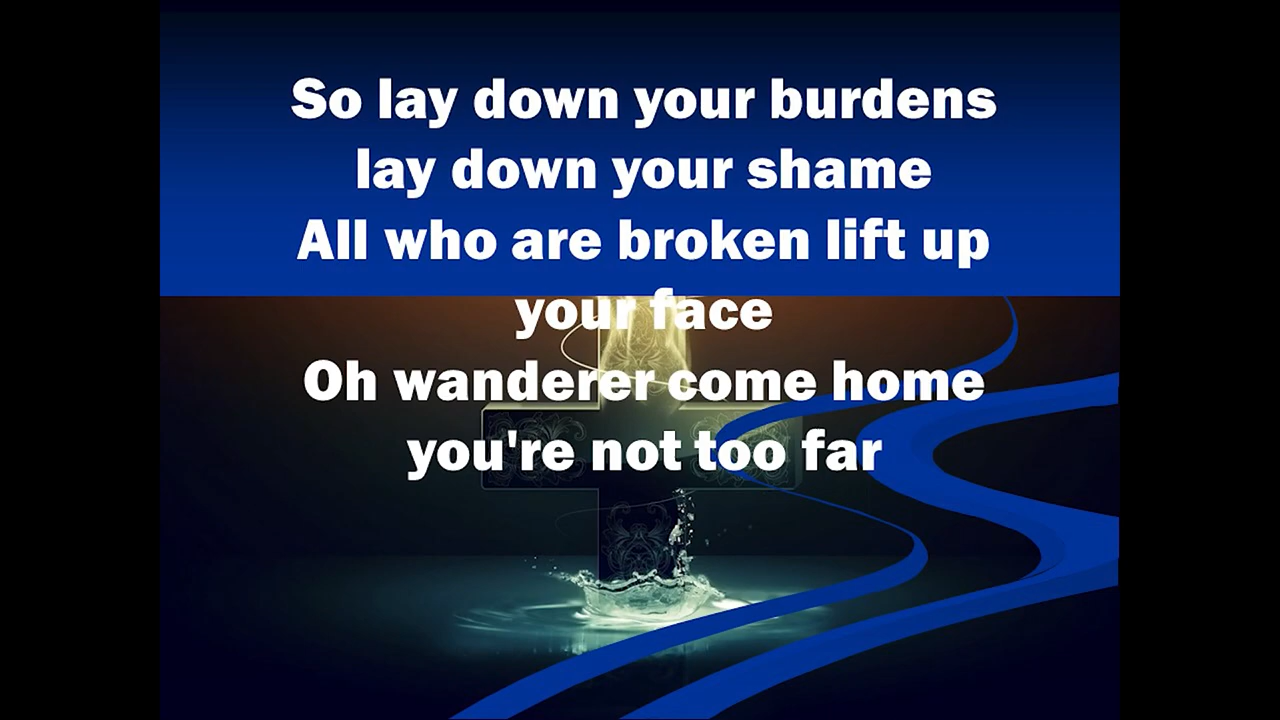 So lay down your burdens
lay down your shame
All who are broken lift up
your face
Oh wanderer come home
you're not too far